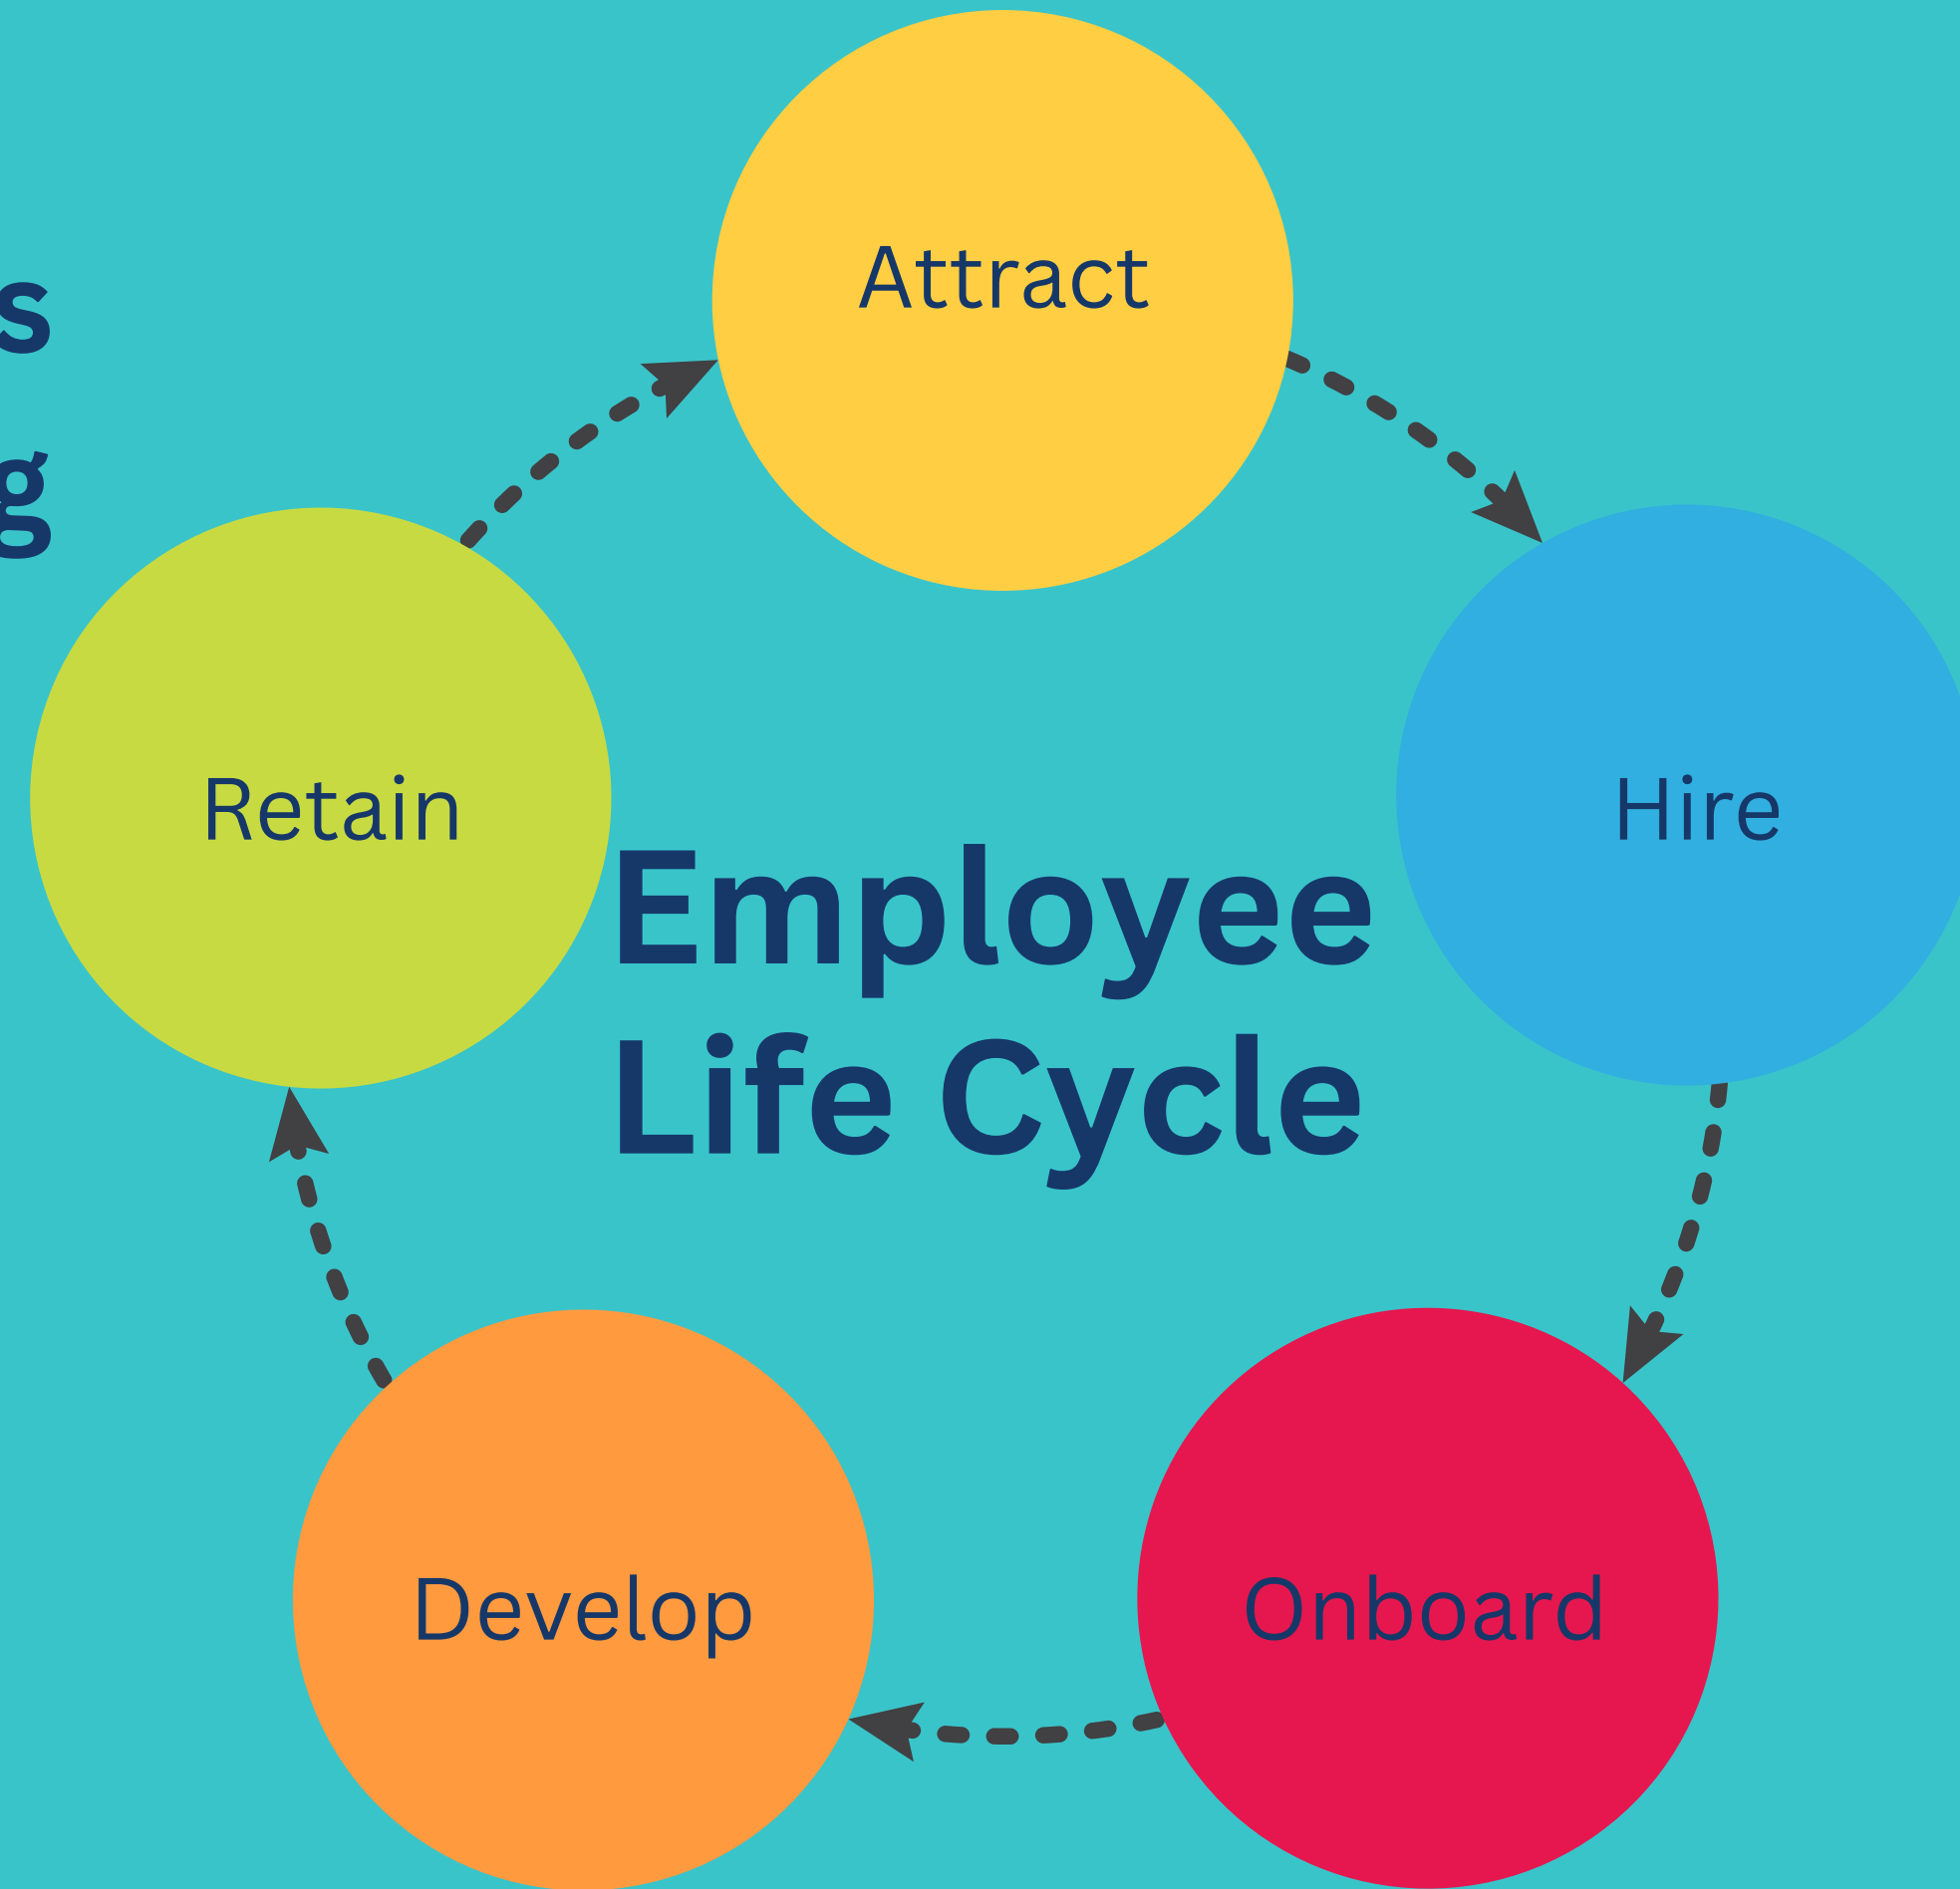 Attract
Retain
Hire
Employee
Life Cycle
Develop
Onboard